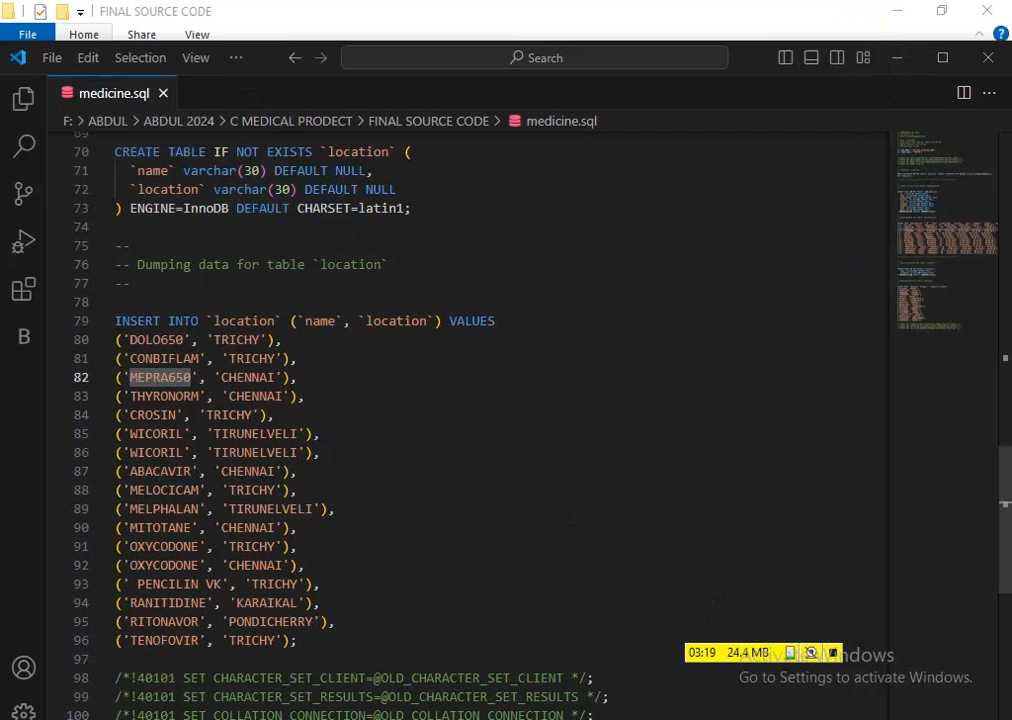 FINAL SOURCE CODE
File Home Share View
File Edit Selection View ··· Search
medicine.sql
F: > ABDUL > ABDUL 2024 > C MEDICAL PRODECT > FINAL SOURCE CODE > medicine.sql
69
70 CREATE TABLE IF NOT EXISTS `location` (
71 `name` varchar(30) DEFAULT NULL,
72 `location` varchar(30) DEFAULT NULL
73 ) ENGINE=InnoDB DEFAULT CHARSET=latin1;
74
75 --
76 -- Dumping data for table `location`
77 --
78
79 INSERT INTO `location` (`name`, `location`) VALUES
80 ('DOLO650', 'TRICHY'),
81 ('CONBIFLAM', 'TRICHY'),
82 ('MEPRA650', 'CHENNAI'),
83 ('THYRONORM', 'CHENNAI'),
84 ('CROSIN', 'TRICHY'),
85 ('WICORIL', 'TIRUNELVELI'),
86 ('WICORIL', 'TIRUNELVELI'),
87 ('ABACAVIR', 'CHENNAI'),
88 ('MELOCICAM', 'TRICHY'),
89 ('MELPHALAN', 'TIRUNELVELI'),
90 ('MITOTANE', 'CHENNAI'),
91 ('OXYCODONE', 'TRICHY'),
92 ('OXYCODONE', 'CHENNAI'),
93 (' PENCILIN VK', 'TRICHY'),
94 ('RANITIDINE', 'KARAIKAL'),
95 ('RITONAVOR', 'PONDICHERRY'),
96 ('TENOFOVIR', 'TRICHY');
97
98 /*!40101 SET CHARACTER_SET_CLIENT=@OLD_CHARACTER_SET_CLIENT */;
99 /*!40101 SET CHARACTER_SET_RESULTS=@OLD_CHARACTER_SET_RESULTS */;
100 /*!40101 SET COLLATION_CONNECTION=@OLD_COLLATION_CONNECTION */;
B
03:19 24.4 MB
Activate Windows
Go to Settings to activate Windows.